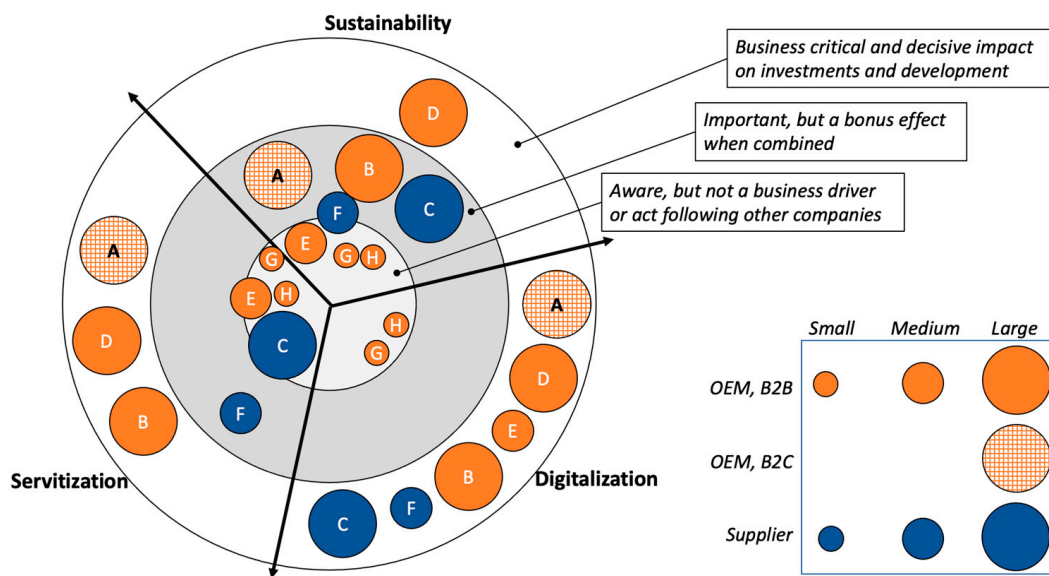 Sustainability
Business critical and decisive impact
on investments and development
D
Important, but a bonus effect
when combined
B
A
Aware, but not a business driver
or act following other companies
C
F
E
G
H
G
A
E
H
A
Small
Medium
Large
H
D
C
G
D
OEM, B2B
B
F
E
OEM, B2C
Servitization
B
Digitalization
F
C
Supplier